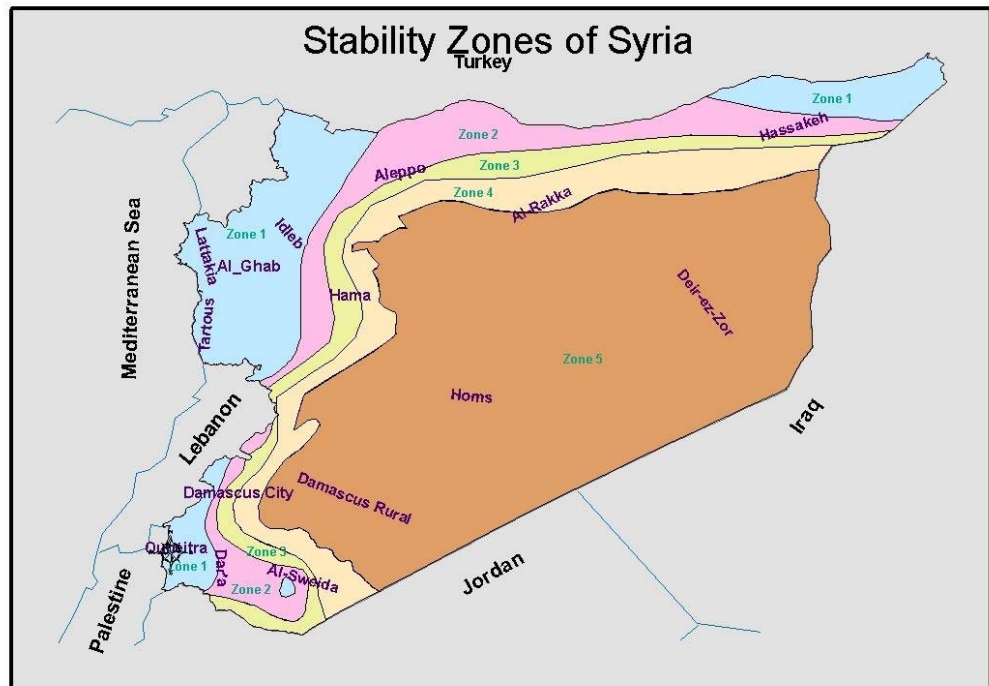 Stability Zones of Syria
Turkey
Zone 1
Hassakeh
Zone 2
Aleppo
Zone 3
Zone 4
Al-Rakka
Mediterranean Sea
Lattakia
Zone 1
Idleb
Al_Ghab
Tartous
Hama
Deir-ez-Zor
Zone 5
Homs
Iraq
Lebanon
Damascus City
Damascus Rural
Zone 3
Zone 1
Dar'a
Zone 2
Al-Sweida
Jordan
Palestine